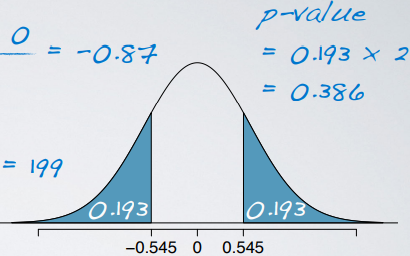 0 = -0.87
p-value
= 0.193 × 2
= 0.386
= 199
0.193 0.193
−0.545 0 0.545